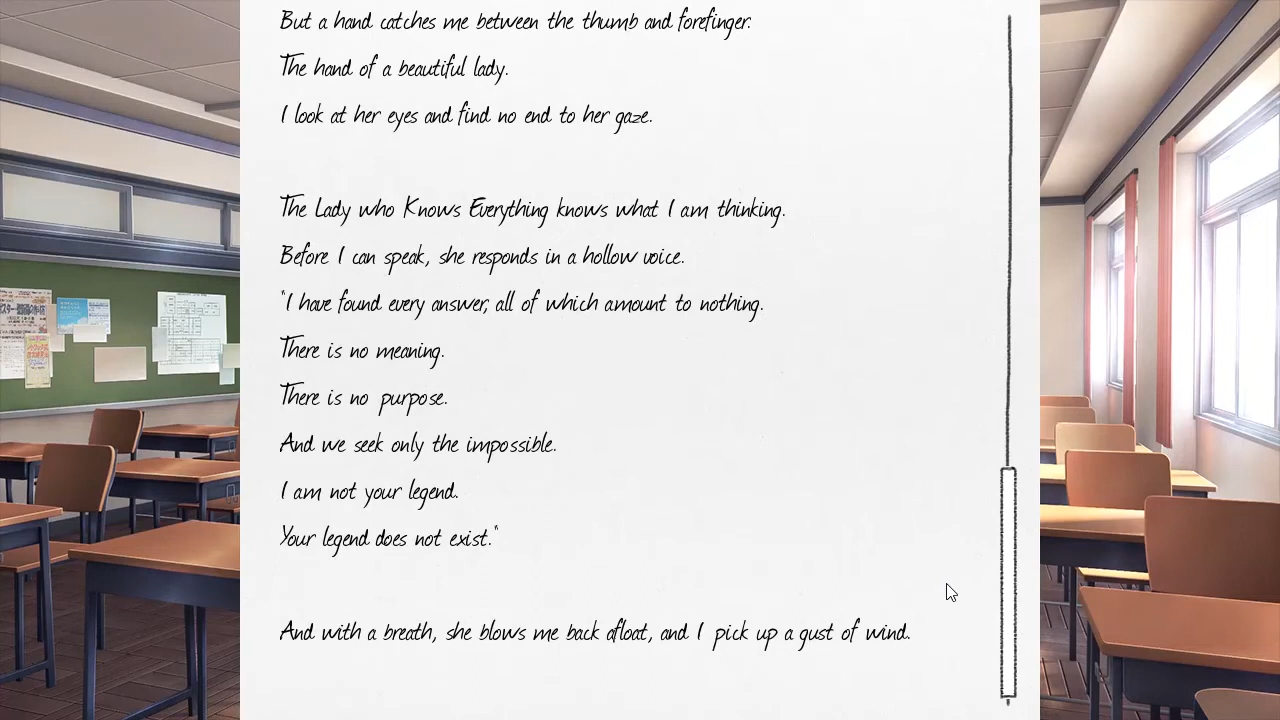 But a hand catches me between the thumb and forefinger.
The hand of a beautiful lady.
I look at her eyes and find no end to her gaze.
The Lady who Knows Everything knows what I am thinking.
Before I can speak, she responds in a hollow voice.
"I have found every answer, all of which amount to nothing.
There is no meaning.
There is no purpose.
And we seek only the impossible.
I am not your legend.
Your legend does not exist."
And with a breath, she blows me back afloat, and I pick up a gust of wind.